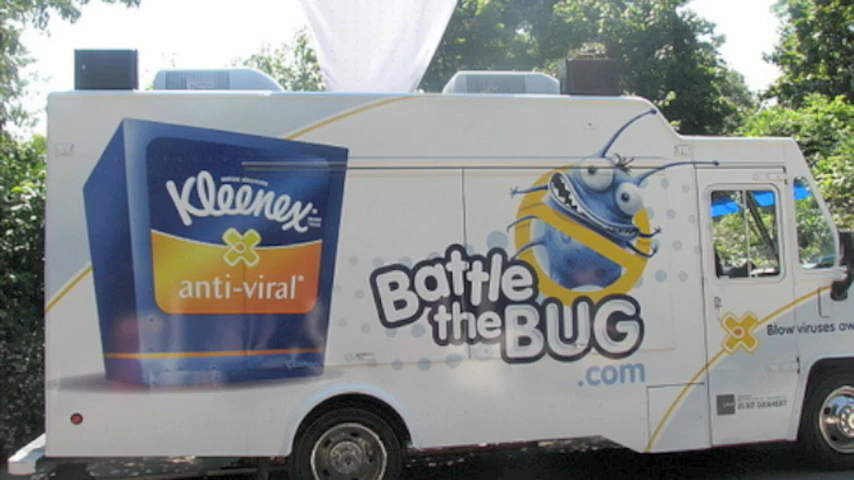 Kleenex
anti-viral
Battle
the BUG
.com
Blow viruses aw